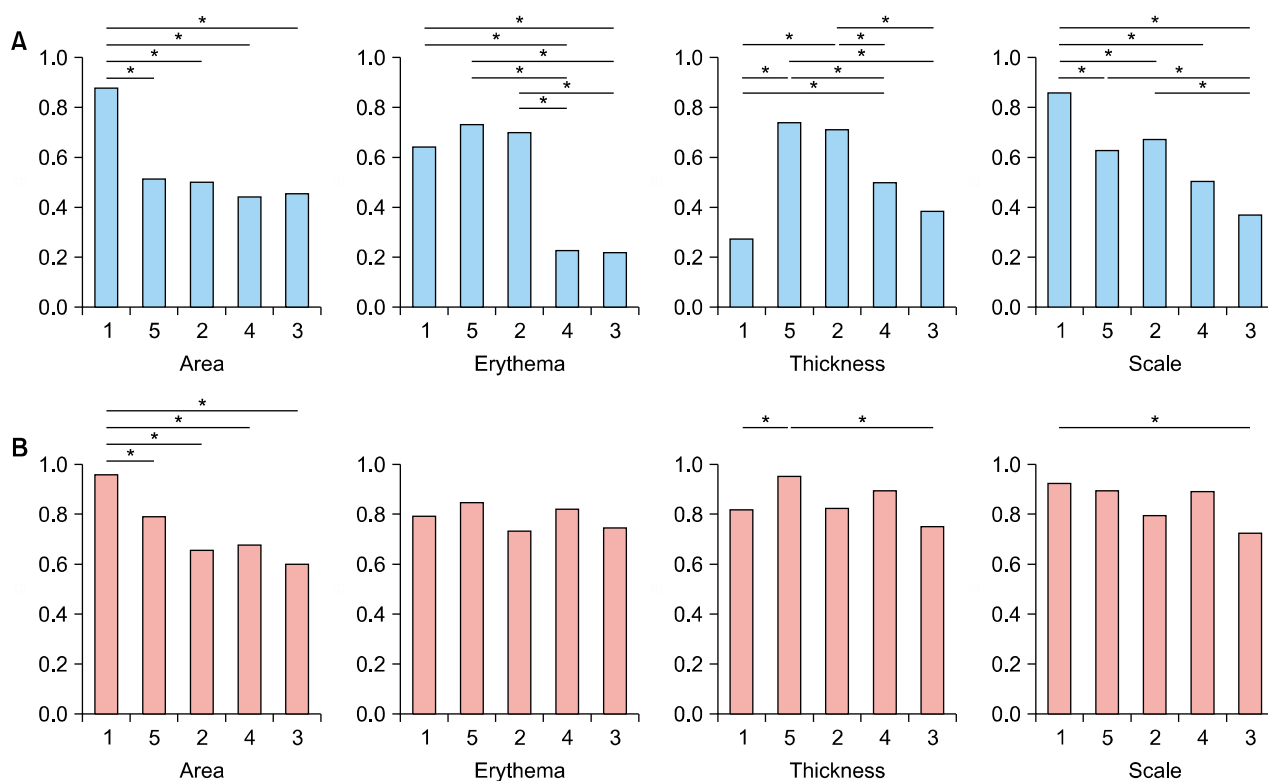 A
* * * *
1.0 0.8 0.6 0.4 0.2 0.0
1 5 2 4 3
Area
* * * * * *
1.0 0.8 0.6 0.4 0.2 0.0
1 5 2 4 3
Erythema
* * * * * * *
1.0 0.8 0.6 0.4 0.2 0.0
1 5 2 4 3
Thickness
* * * * * *
1.0 0.8 0.6 0.4 0.2 0.0
1 5 2 4 3
Scale
B
* * * *
1.0 0.8 0.6 0.4 0.2 0.0
1 5 2 4 3
Area
1.0 0.8 0.6 0.4 0.2 0.0
1 5 2 4 3
Erythema
* *
1.0 0.8 0.6 0.4 0.2 0.0
1 5 2 4 3
Thickness
*
1.0 0.8 0.6 0.4 0.2 0.0
1 5 2 4 3
Scale